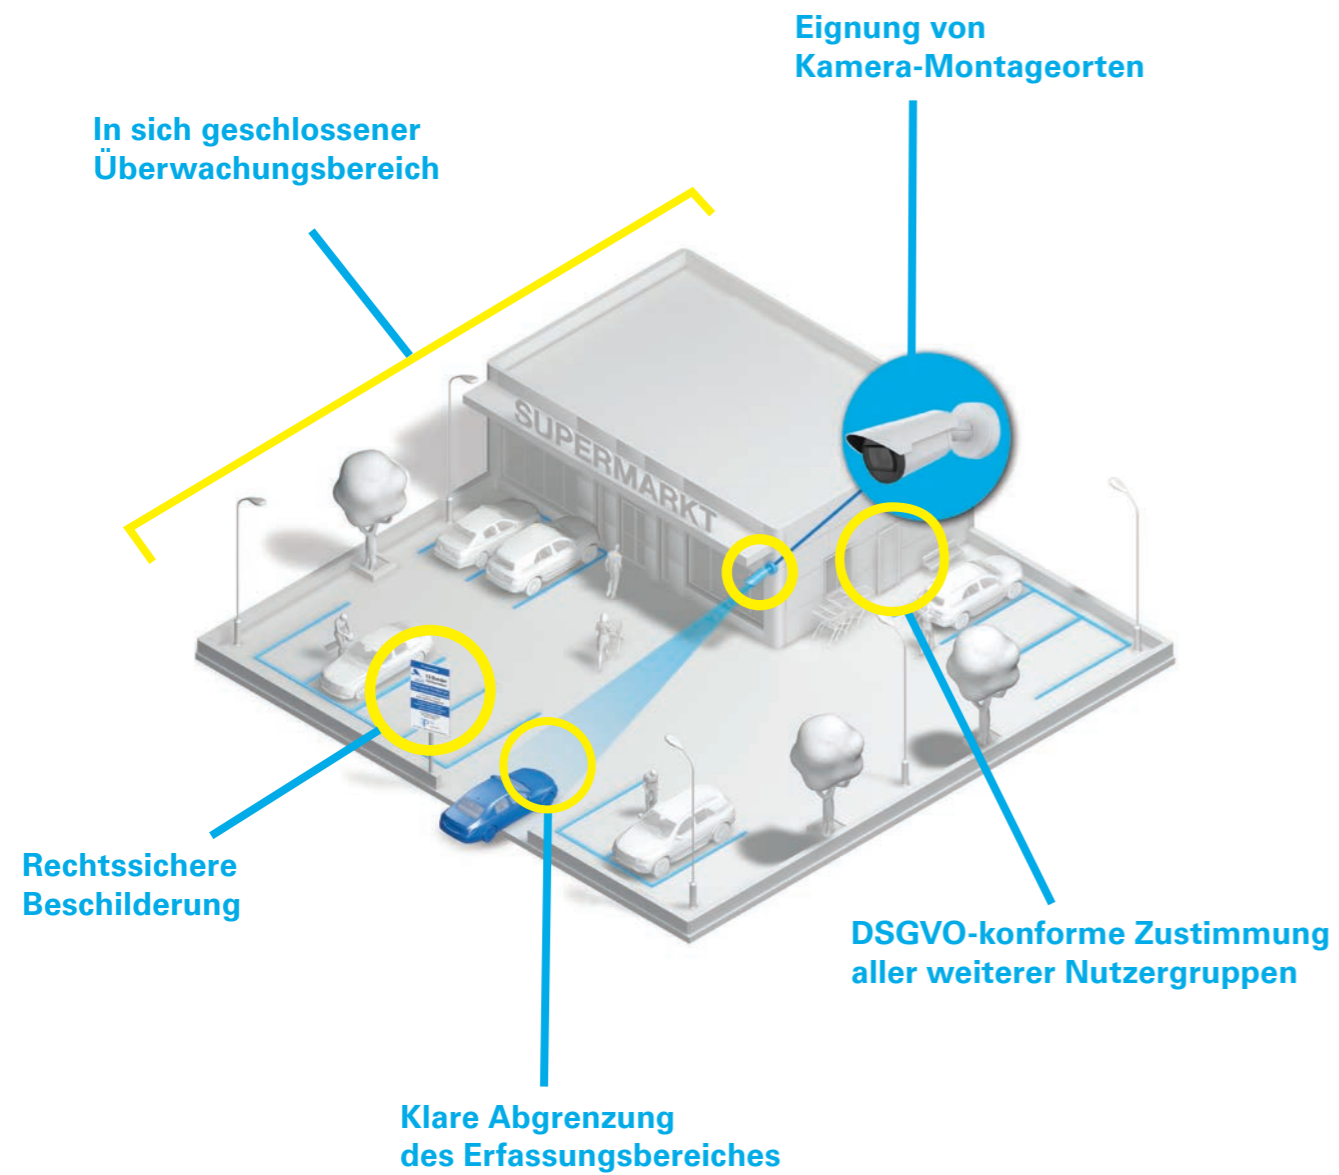 Eignung von
Kamera-Montageorten
In sich geschlossener
Überwachungsbereich
SUPERMARKT
Rechtssichere
Beschilderung
DSGVO-konforme Zustimmung
aller weiterer Nutzergruppen
Klare Abgrenzung
des Erfassungsbereiches